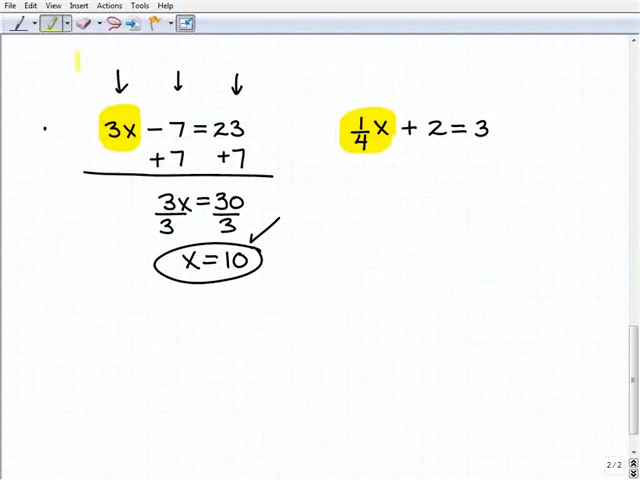 File Edit View Insert Actions Tools Help
3x - 7 = 23
+7 +7
3x = 30
3 3
x = 10
1/4 x + 2 = 3
2 / 2